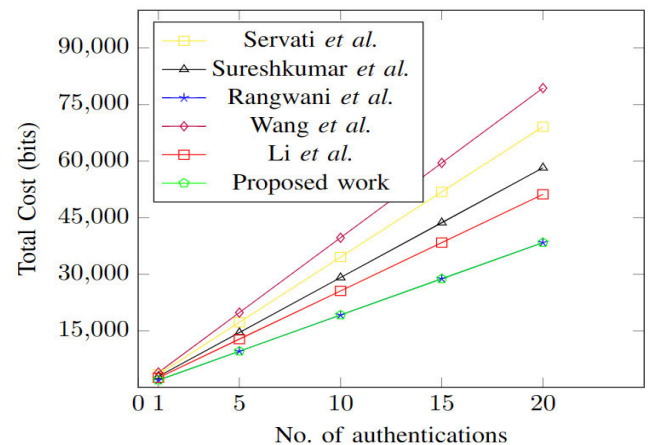 90,000
75,000
60,000
45,000
30,000
15,000
Total Cost (bits)
Servati et al.
Sureshkumar et al.
Rangwani et al.
Wang et al.
Li et al.
Proposed work
0 1 5 10 15 20
No. of authentications